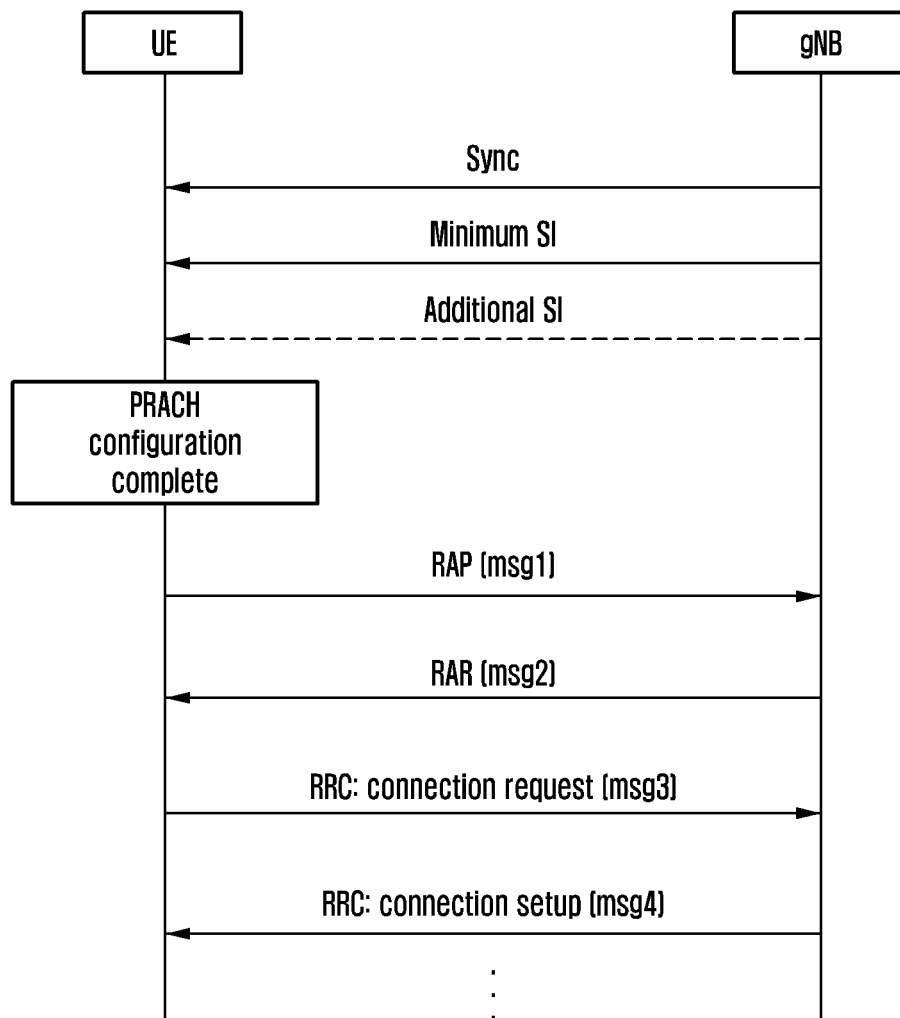 UE
gNB
Sync
Minimum SI
Additional SI
PRACH
configuration
complete
RAP (msg1)
RAR (msg2)
RRC: connection request (msg3)
RRC: connection setup (msg4)